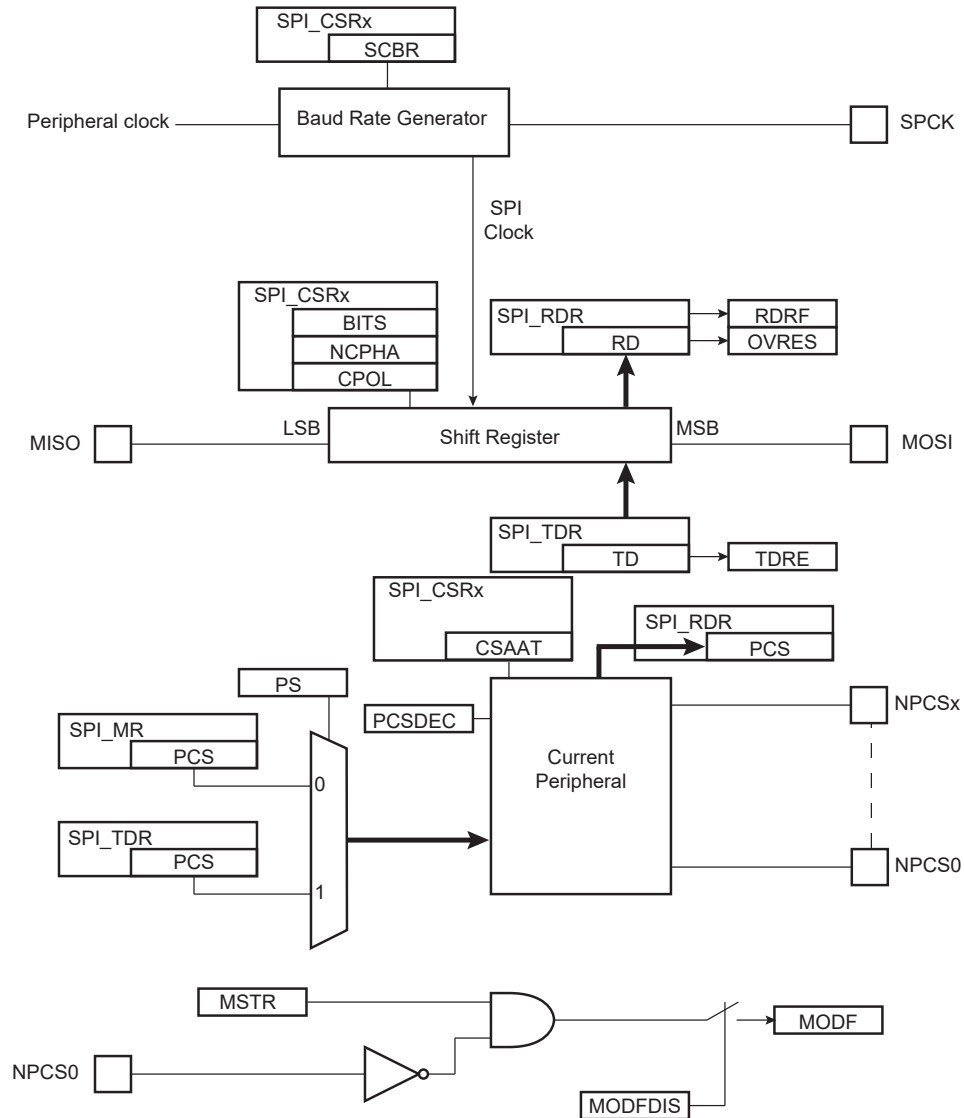 SPI_CSRx
SCBR
Peripheral clock
Baud Rate Generator
SPCK
SPI
Clock
SPI_CSRx
BITS
NCPHA
CPOL
SPI_RDR
RD
RDRF
OVRES
MISO
LSB
Shift Register
MSB
MOSI
SPI_TDR
TD
TDRE
SPI_CSRx
CSAAT
SPI_RDR
PCS
PS
PCSDEC
NPCSx
SPI_MR
PCS
0
Current
Peripheral
SPI_TDR
PCS
1
NPCS0
MSTR
MODF
NPCS0
MODFDIS